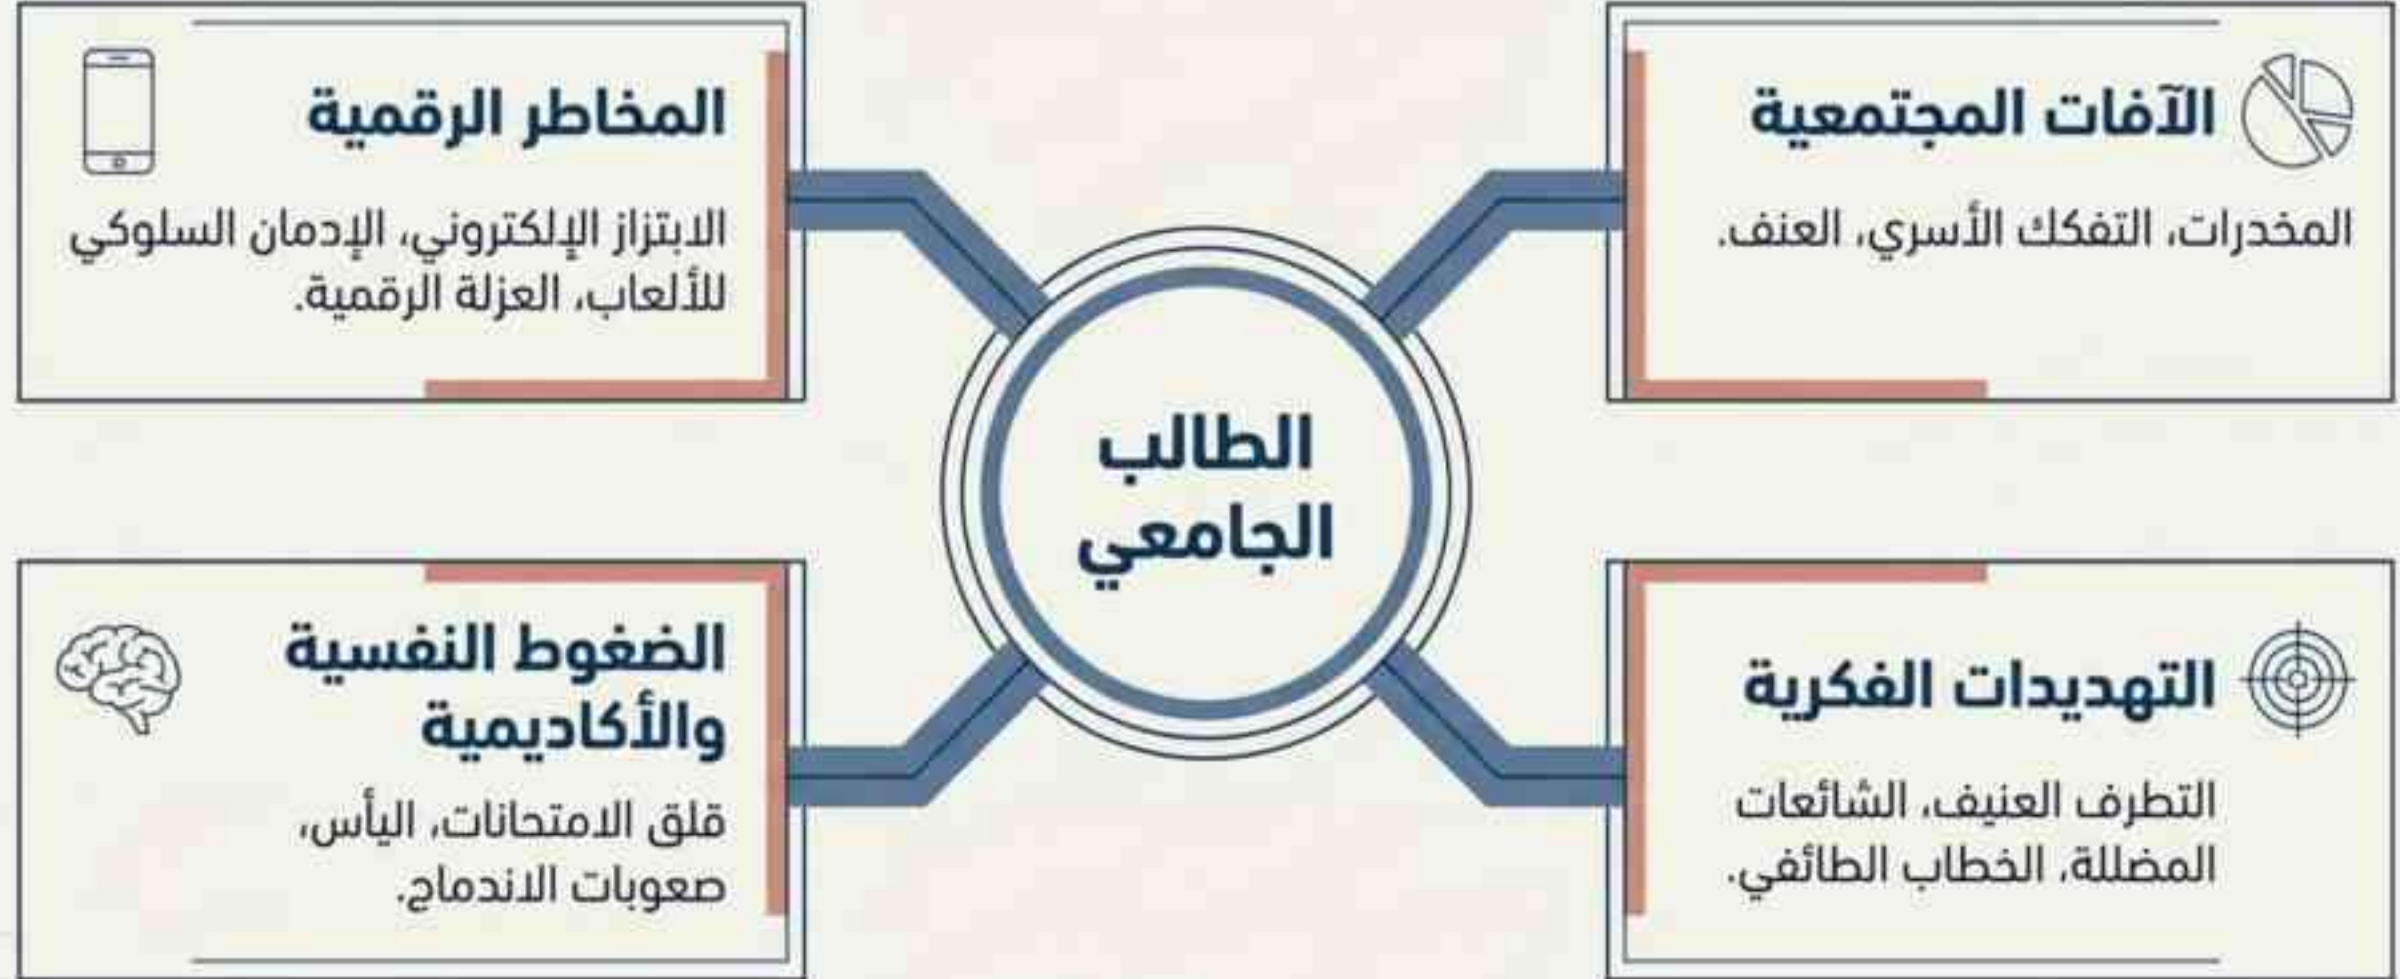 الآفات المجتمعية
المخدرات، التفكك الأسري، العنف.
المخاطر الرقمية
الابتزاز الإلكتروني، الإدمان السلوكي
للألعاب، العزلة الرقمية.
الطالب
الجامعي
التهديدات الفكرية
التطرف العنيف، الشائعات
المضللة، الخطاب الطائفي.
الضغوط النفسية
والأكاديمية
قلق الامتحانات، اليأس،
صعوبات الاندماج.